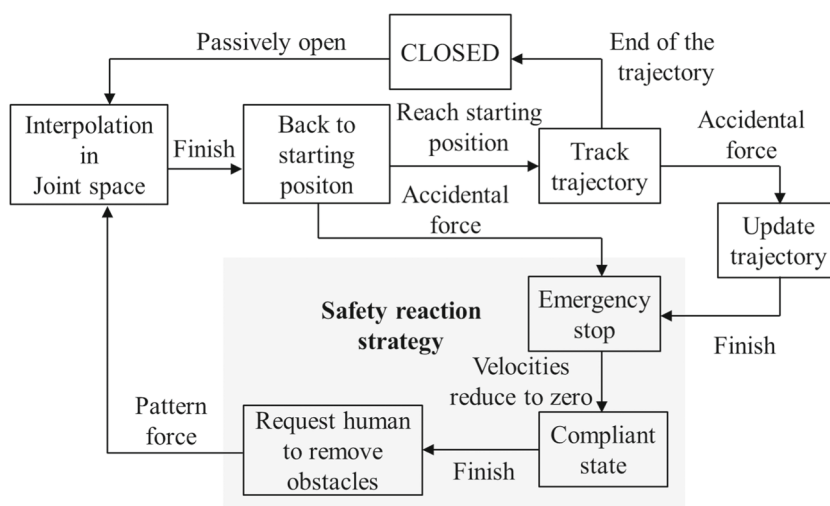 Passively open
CLOSED
End of the
trajectory
Interpolation
in
Joint space
Finish
Back to
starting
positon
Reach starting
position
Track
trajectory
Accidental
force
Accidental
force
Update
trajectory
Safety reaction
strategy
Emergency
stop
Finish
Velocities
reduce to zero
Pattern
force
Request human
to remove
obstacles
Finish
Compliant
state